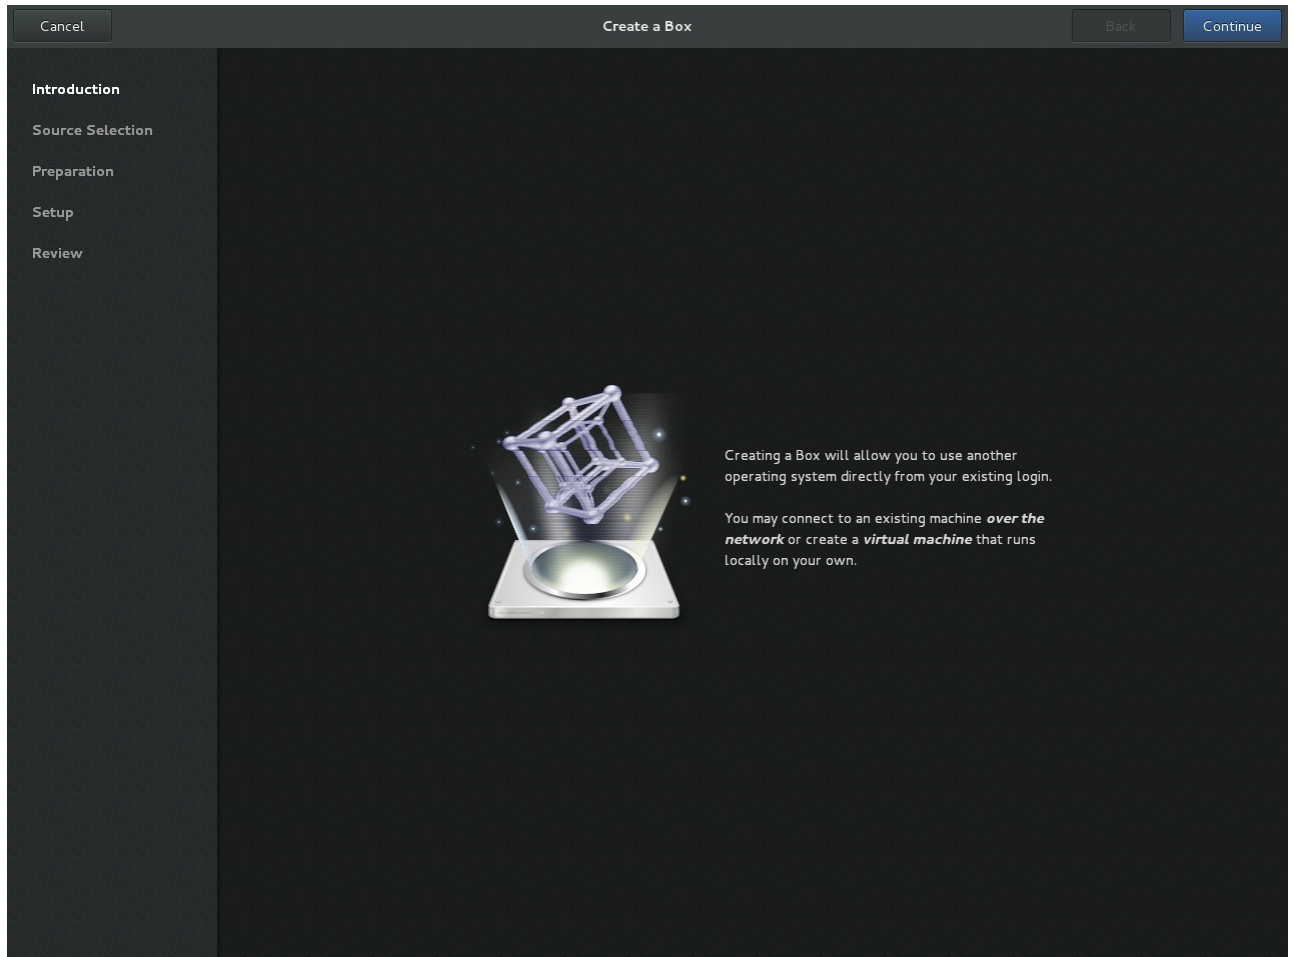 Cancel
Create a Box
Back
Continue
Introduction
Source Selection
Preparation
Setup
Review
Creating a Box will allow you to use another
operating system directly from your existing login.
You may connect to an existing machine over the
network or create a virtual machine that runs
locally on your own.